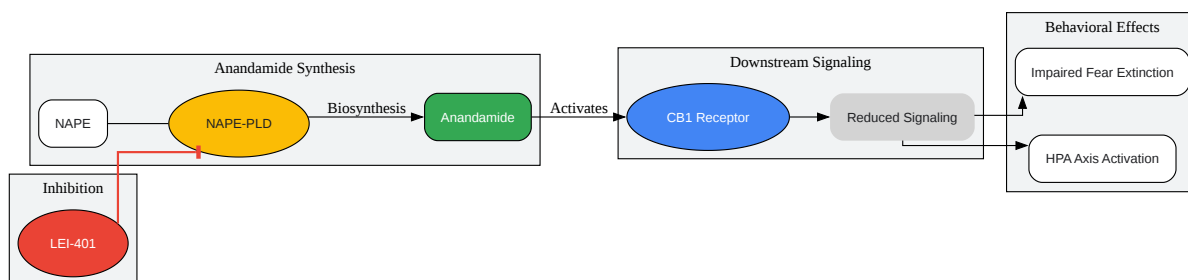 Anandamide Synthesis
NAPE
NAPE-PLD
Biosynthesis
Anandamide
Activates
Inhibition
LEI-401
Downstream Signaling
CB1 Receptor
Reduced Signaling
Behavioral Effects
Impaired Fear Extinction
HPA Axis Activation